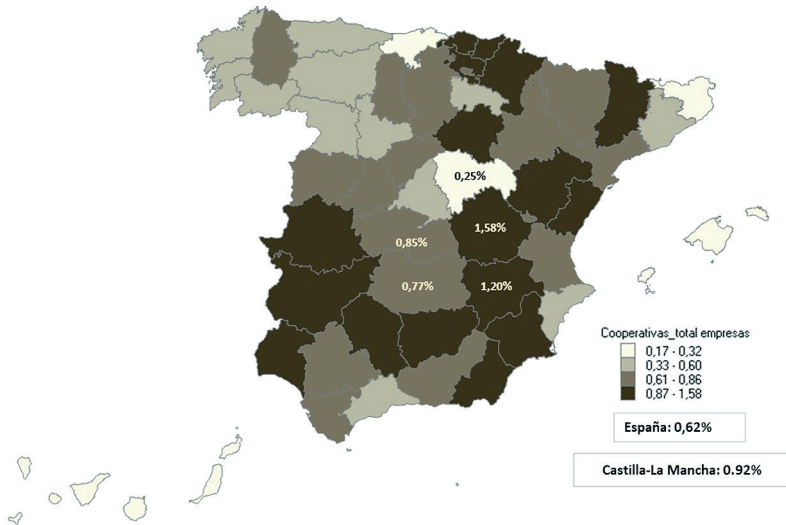 0,25%
1,58%
0,85%
0,77%
1,20%
Cooperativas_total empresas
0,17 - 0,32
0,33 - 0,60
0,61 - 0,86
0,87 - 1,58
España: 0,62%
Castilla-La Mancha: 0.92%